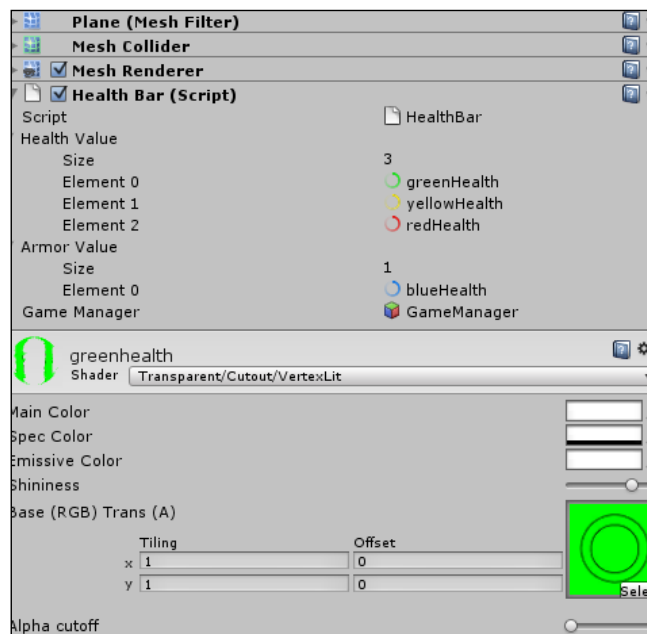 Plane (Mesh Filter)
Mesh Collider
Mesh Renderer
Health Bar (Script)
Script HealthBar
Health Value
Size 3
Element 0 greenHealth
Element 1 yellowHealth
Element 2 redHealth
Armor Value
Size 1
Element 0 blueHealth
Game Manager GameManager
greenhealth
Shader Transparent/Cutout/VertexLit
Main Color
Spec Color
Emissive Color
Shininess
Base (RGB) Trans (A)
Tiling Offset
x 1 0
y 1 0
Sele
Alpha cutoff